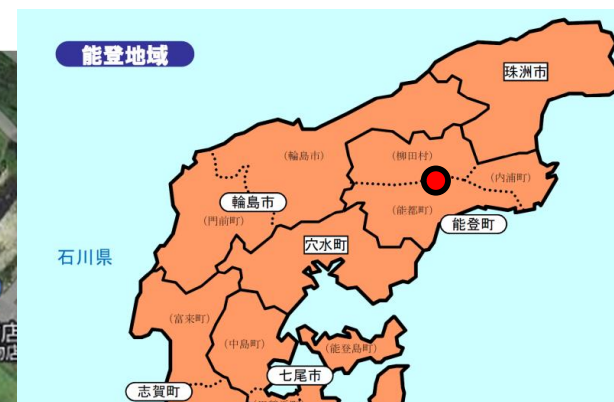 能登地域
珠洲市
(輪島市)
(柳田村)
(内浦町)
輪島市
(門前町)
(能都町)
能登町
穴水町
石川県
(富来町)
(中島町)
(能登島町)
七尾市
志賀町
店